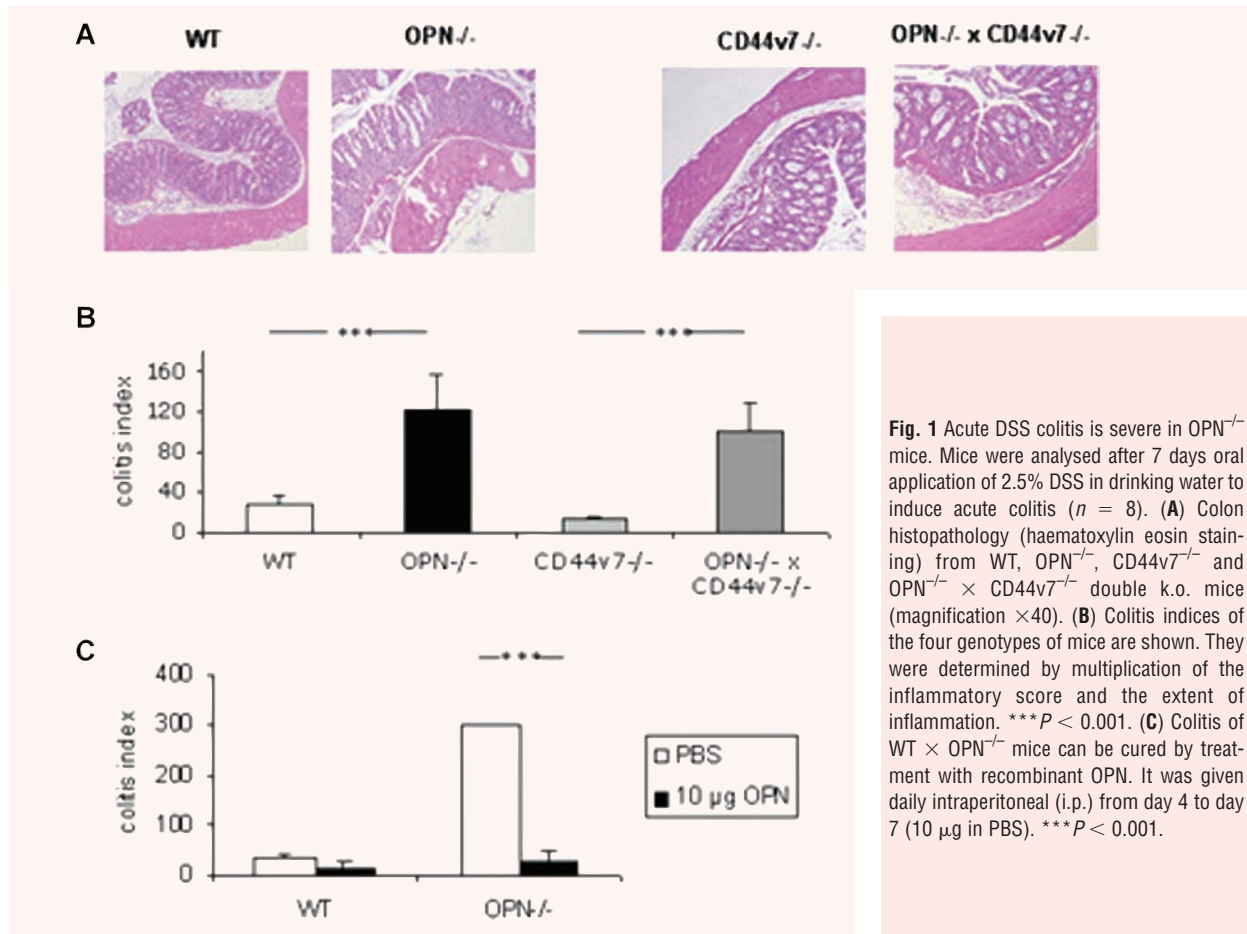 A
WT
OPN-/-
CD44v7-/-
OPN-/- x CD44v7-/-
B
***
***
colitis index
160
120
80
40
0
WT
OPN-/-
CD44v7-/-
OPN-/- x
CD44v7-/-
C
***
colitis index
400
300
200
100
0
PBS
10 µg OPN
WT
OPN-/-
Fig. 1 Acute DSS colitis is severe in OPN−/−
mice. Mice were analysed after 7 days oral
application of 2.5% DSS in drinking water to
induce acute colitis (n = 8). (A) Colon
histopathology (haematoxylin eosin stain-
ing) from WT, OPN−/−, CD44v7−/− and
OPN−/− × CD44v7−/− double k.o. mice
(magnification ×40). (B) Colitis indices of
the four genotypes of mice are shown. They
were determined by multiplication of the
inflammatory score and the extent of
inflammation. ***P < 0.001. (C) Colitis of
WT × OPN−/− mice can be cured by treat-
ment with recombinant OPN. It was given
daily intraperitoneal (i.p.) from day 4 to day
7 (10 µg in PBS). ***P < 0.001.